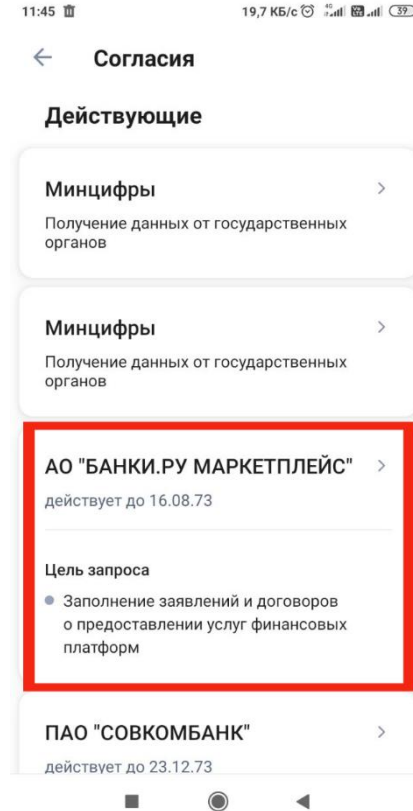 11:45 19,7 КБ/с 4G 39
Согласия
Действующие
Минцифры
Получение данных от государственных
органов
Минцифры
Получение данных от государственных
органов
АО "БАНКИ.РУ МАРКЕТПЛЕЙС"
действует до 16.08.73
Цель запроса
Заполнение заявлений и договоров
о предоставлении услуг финансовых
платформ
ПАО "СОВКОМБАНК"
действует до 23.12.73